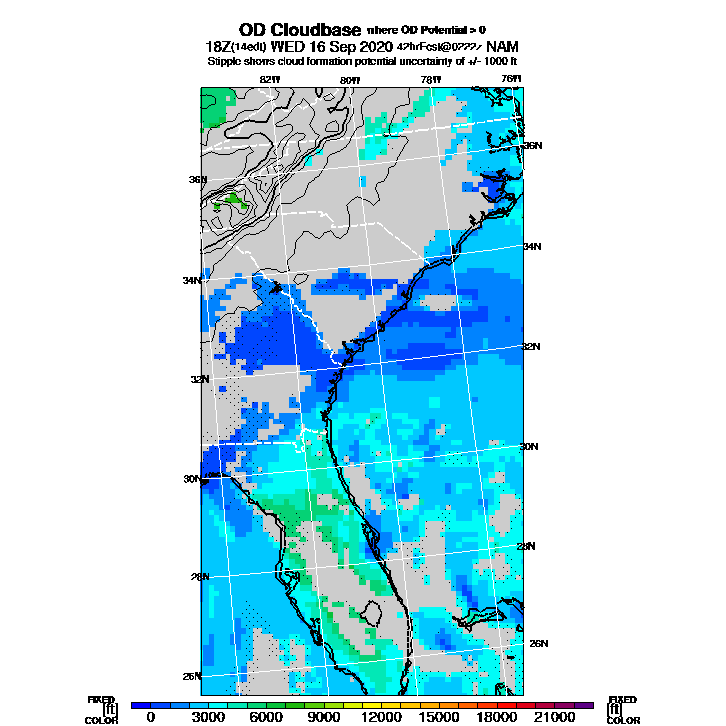 OD Cloudbase where OD Potential > 0
18Z(14edt) WED 16 Sep 2020 42hrFcst@0222z NAM
Stipple shows cloud formation potential uncertainty of +/- 1000 ft
82W 80W 78W 76W
36N
36N
34N
34N
32N
32N
30N
30N
28N
28N
26N
26N
FIXED FIXED
[ft] [ft]
COLOR COLOR
0 3000 6000 9000 12000 15000 18000 21000